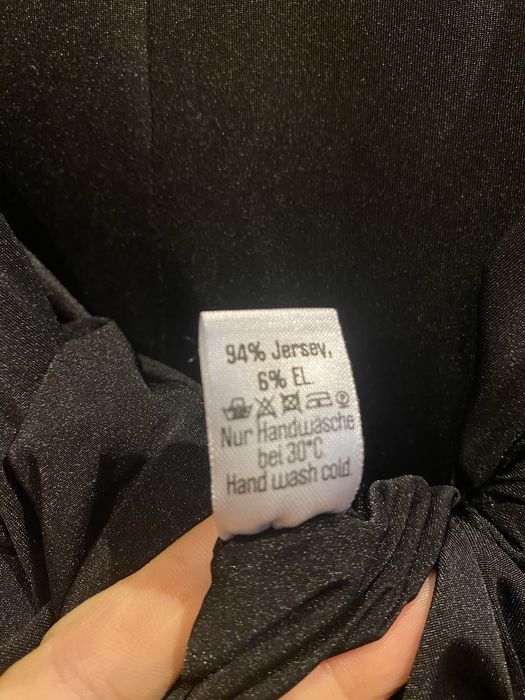 94% Jersey,
6% EL.
Nur Handwäsche
bei 30°C.
Hand wash cold.